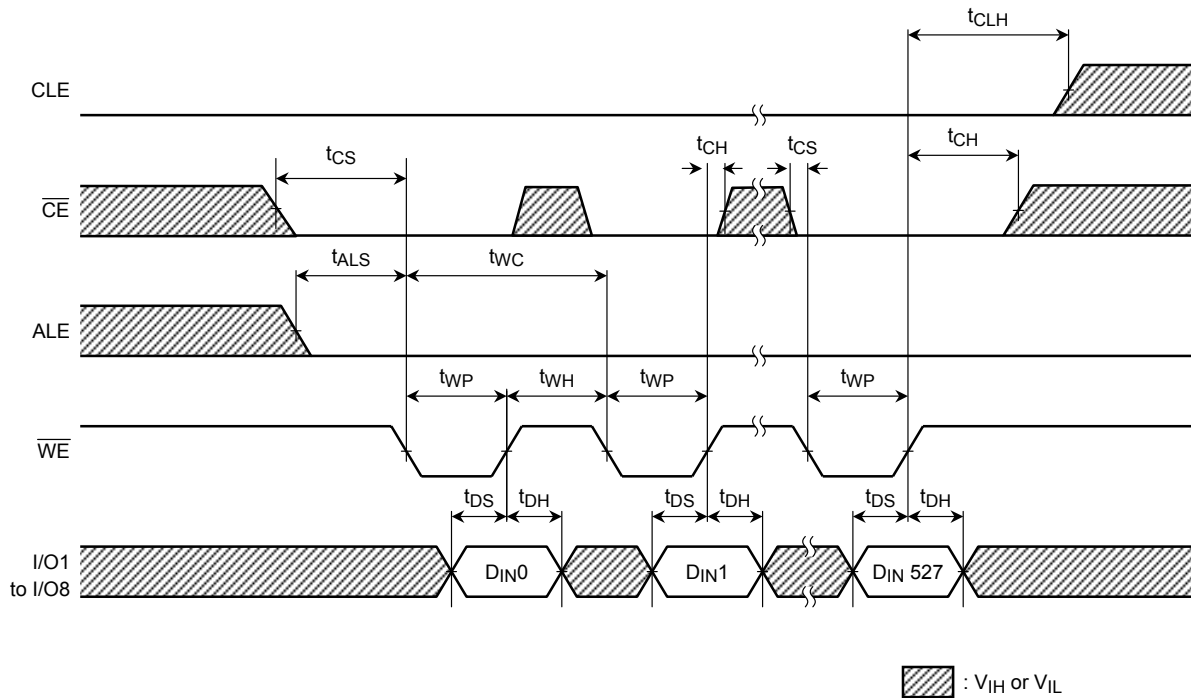 tCLH
CLE
tCS tCH tCS tCH
CE
tALS tWC
ALE
tWP tWH tWP tWP
WE
tDS tDH tDS tDH tDS tDH
I/O1
to I/O8
DIN0 DIN1 DIN 527
: VIH or VIL